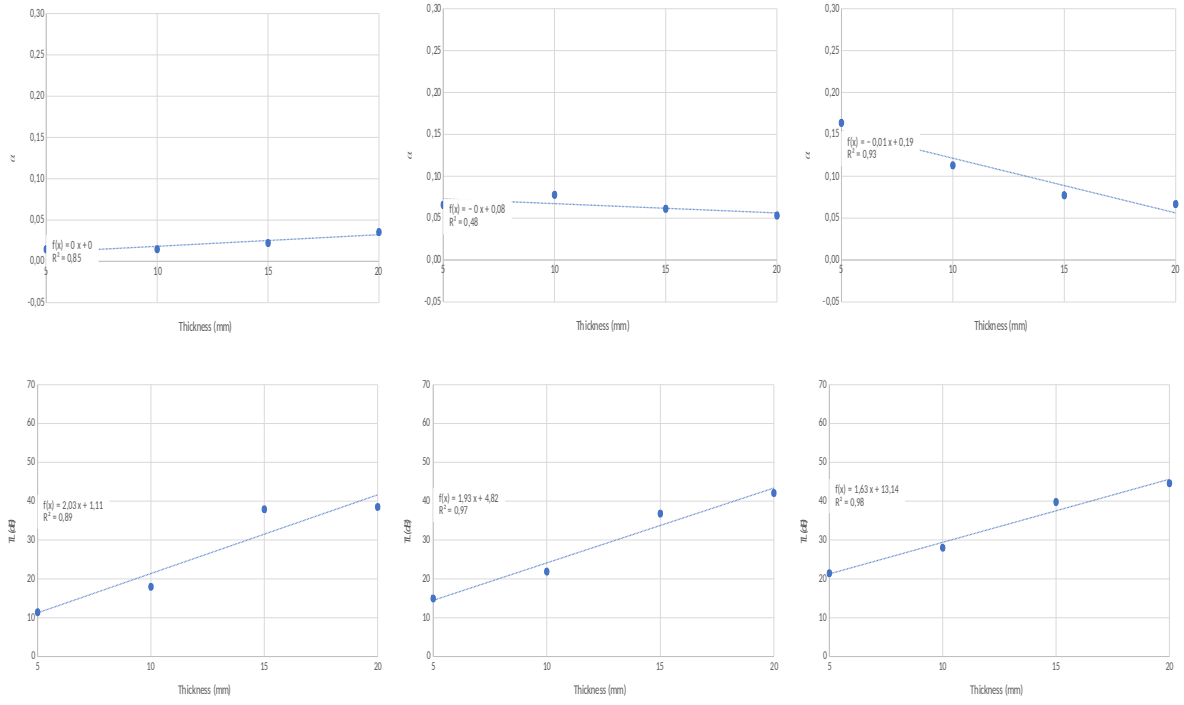 0,30
0,25
0,20
0,15
0,10
0,05
0,00
-0,05
α
f(x) = 0 x + 0
R² = 0,85
5 10 15 20
Thickness (mm)
0,30
0,25
0,20
0,15
0,10
0,05
0,00
-0,05
α
f(x) = − 0 x + 0,08
R² = 0,48
5 10 15 20
Thickness (mm)
0,30
0,25
0,20
0,15
0,10
0,05
0,00
-0,05
α
f(x) = − 0,01 x + 0,19
R² = 0,93
5 10 15 20
Thickness (mm)
70
60
50
40
30
20
10
0
TL (dB)
f(x) = 2,03 x + 1,11
R² = 0,89
5 10 15 20
Thickness (mm)
70
60
50
40
30
20
10
0
TL (dB)
f(x) = 1,93 x + 4,82
R² = 0,97
5 10 15 20
Thickness (mm)
70
60
50
40
30
20
10
0
TL (dB)
f(x) = 1,63 x + 13,14
R² = 0,98
5 10 15 20
Thickness (mm)